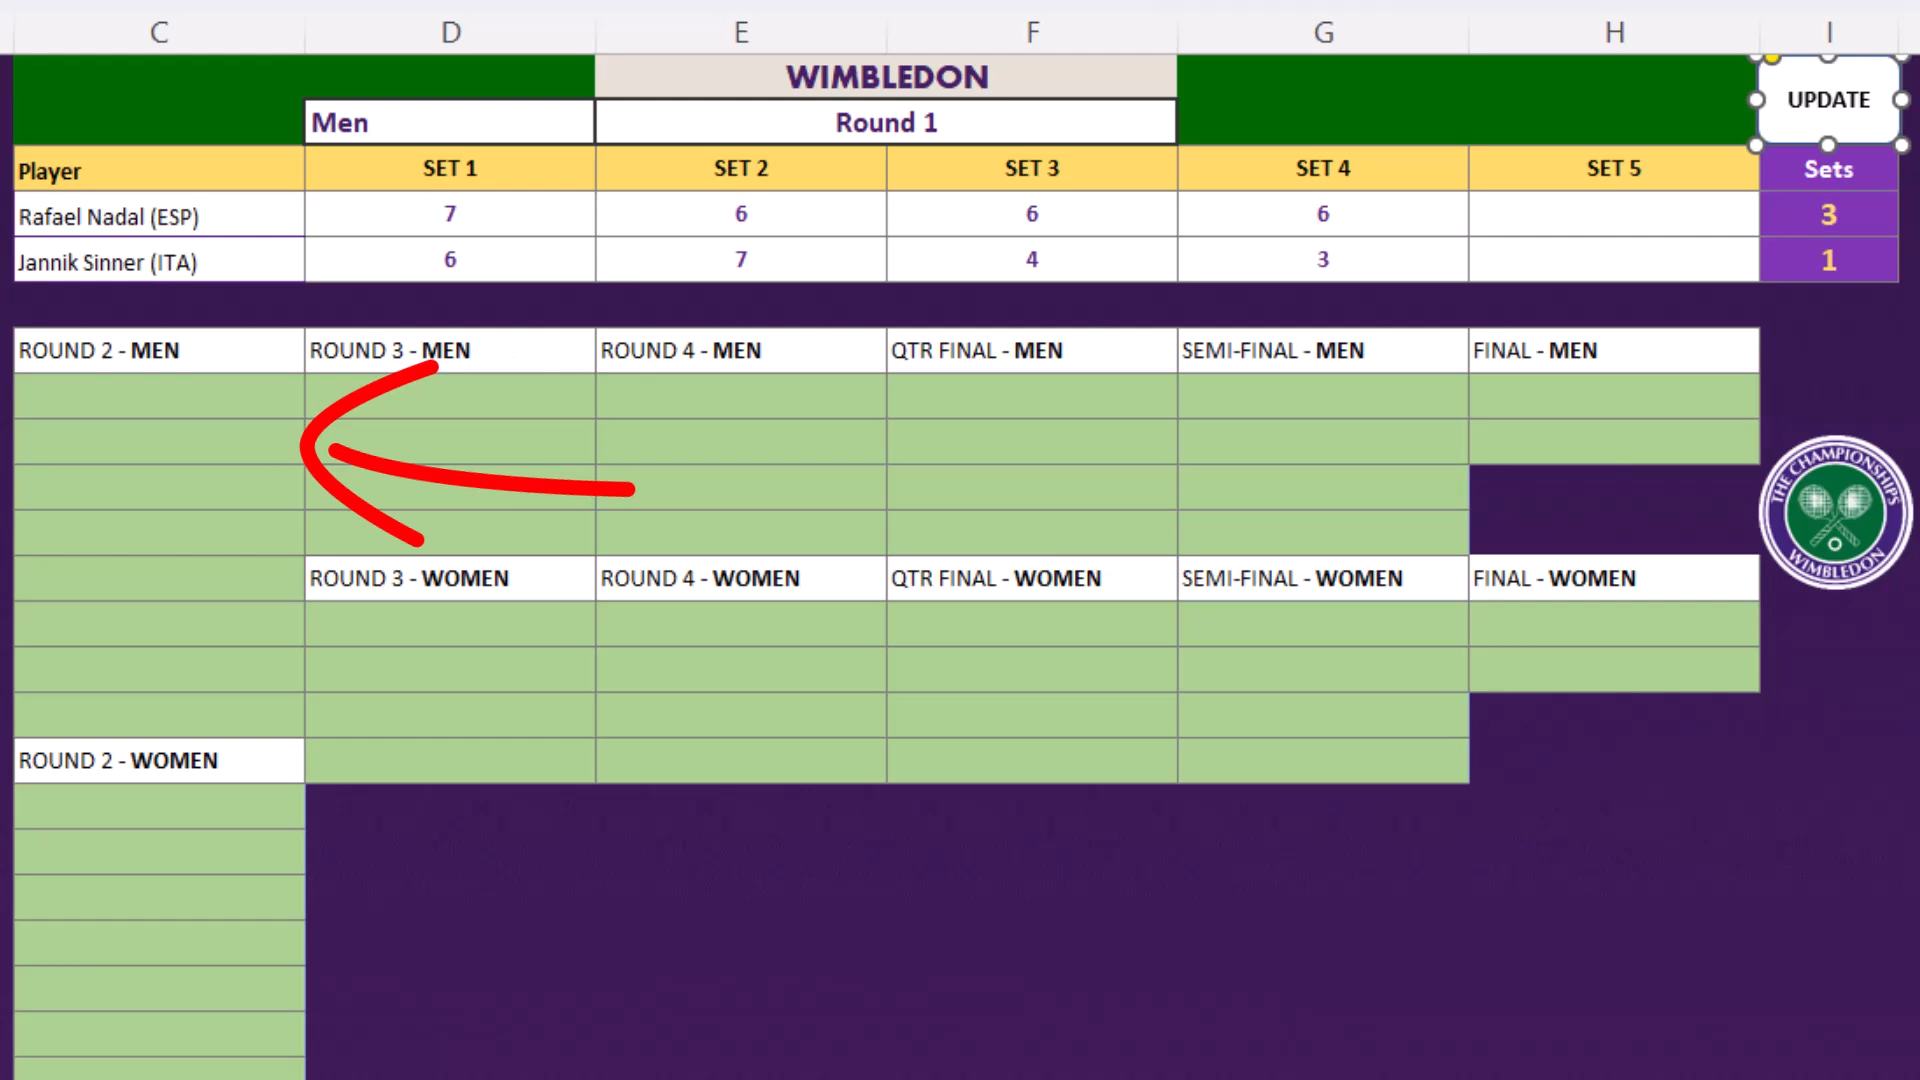 C D E F G H I
WIMBLEDON
UPDATE
Men Round 1
Player SET 1 SET 2 SET 3 SET 4 SET 5 Sets
Rafael Nadal (ESP) 7 6 6 6 3
Jannik Sinner (ITA) 6 7 4 3 1
ROUND 2 - MEN ROUND 3 - MEN ROUND 4 - MEN QTR FINAL - MEN SEMI-FINAL - MEN FINAL - MEN
THE CHAMPIONSHIPS
WIMBLEDON
ROUND 3 - WOMEN ROUND 4 - WOMEN QTR FINAL - WOMEN SEMI-FINAL - WOMEN FINAL - WOMEN
ROUND 2 - WOMEN